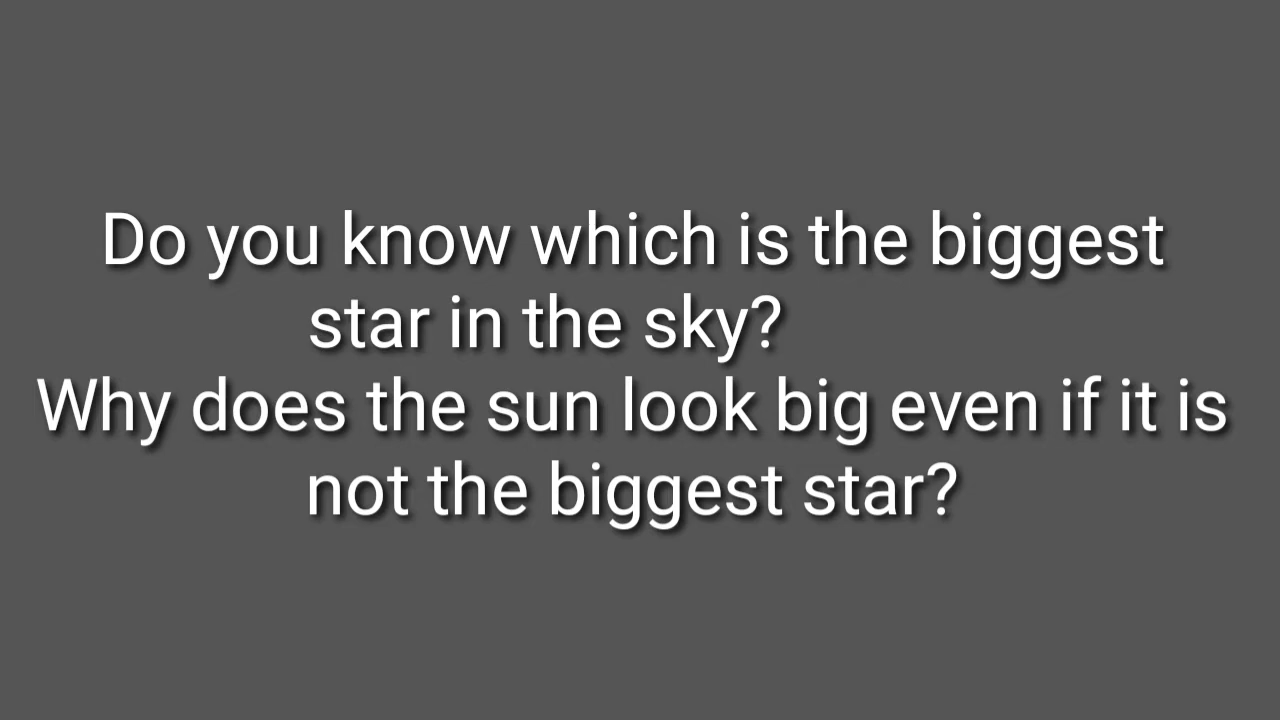 Do you know which is the biggest
star in the sky?
Why does the sun look big even if it is
not the biggest star?